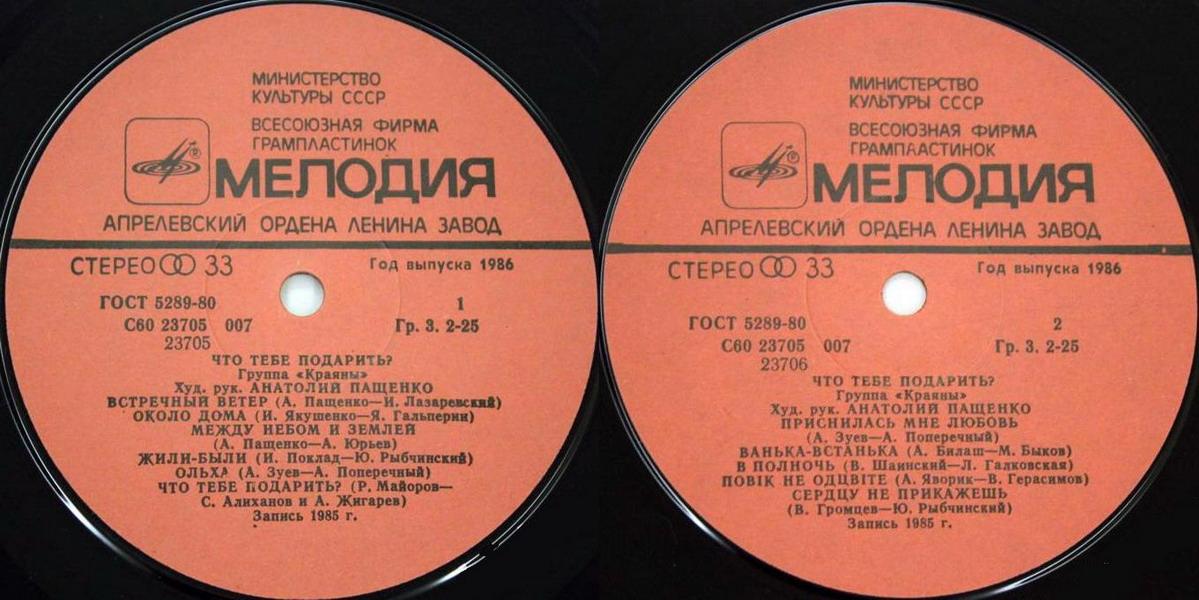 МИНИСТЕРСТВО
КУЛЬТУРЫ СССР
ВСЕСОЮЗНАЯ ФИРМА
ГРАМПЛАСТИНОК
МЕЛОДИЯ
АПРЕЛЕВСКИЙ ОРДЕНА ЛЕНИНА ЗАВОД
СТЕРЕО 33
Год выпуска 1986
ГОСТ 5289-80
1
С60 23705 007
Гр. 3. 2-25
23705
ЧТО ТЕБЕ ПОДАРИТЬ?
Группа «Краяны»
Худ. рук. АНАТОЛИЙ ПАЩЕНКО
ВСТРЕЧНЫЙ ВЕТЕР (А. Пащенко—И. Лазаревский)
ОКОЛО ДОМА (И. Якушенко—Я. Гальперин)
МЕЖДУ НЕБОМ И ЗЕМЛЕЙ
(А. Пащенко—А. Юрьев)
ЖИЛИ-БЫЛИ (И. Поклад—Ю. Рыбчинский)
ОЛЬХА (А. Зуев—А. Поперечный)
ЧТО ТЕБЕ ПОДАРИТЬ? (Р. Майоров—
С. Алиханов и А. Жигарев)
Запись 1985 г.
МИНИСТЕРСТВО
КУЛЬТУРЫ СССР
ВСЕСОЮЗНАЯ ФИРМА
ГРАМПЛАСТИНОК
МЕЛОДИЯ
АПРЕЛЕВСКИЙ ОРДЕНА ЛЕНИНА ЗАВОД
СТЕРЕО 33
Год выпуска 1986
ГОСТ 5289-80
2
С60 23705 007
Гр. 3. 2-25
23706
ЧТО ТЕБЕ ПОДАРИТЬ?
Группа «Краяны»
Худ. рук. АНАТОЛИЙ ПАЩЕНКО
ПРИСНИЛАСЬ МНЕ ЛЮБОВЬ
(А. Зуев—А. Поперечный)
ВАНЬКА-ВСТАНЬКА (А. Билаш—М. Быков)
В ПОЛНОЧЬ (В. Шаинский—Л. Галковская)
ПОВІК НЕ ОДЦВІТЕ (А. Яворик—В. Герасимов)
СЕРДЦУ НЕ ПРИКАЖЕШЬ
(В. Громцев—Ю. Рыбчинский)
Запись 1985 г.